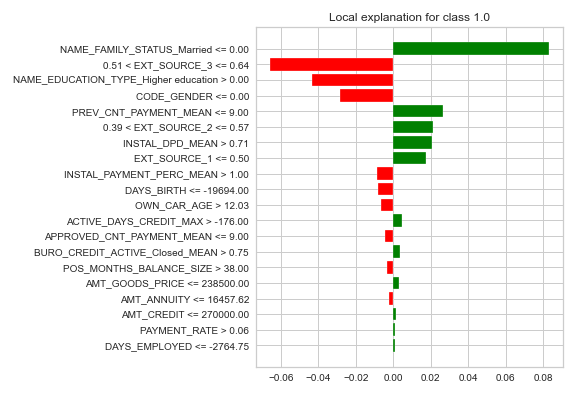 Local explanation for class 1.0
NAME_FAMILY_STATUS_Married <= 0.00
0.51 < EXT_SOURCE_3 <= 0.64
NAME_EDUCATION_TYPE_Higher education > 0.00
CODE_GENDER <= 0.00
PREV_CNT_PAYMENT_MEAN <= 9.00
0.39 < EXT_SOURCE_2 <= 0.57
INSTAL_DPD_MEAN > 0.71
EXT_SOURCE_1 <= 0.50
INSTAL_PAYMENT_PERC_MEAN > 1.00
DAYS_BIRTH <= -19694.00
OWN_CAR_AGE > 12.03
ACTIVE_DAYS_CREDIT_MAX > -176.00
APPROVED_CNT_PAYMENT_MEAN <= 9.00
BURO_CREDIT_ACTIVE_Closed_MEAN > 0.75
POS_MONTHS_BALANCE_SIZE > 38.00
AMT_GOODS_PRICE <= 238500.00
AMT_ANNUITY <= 16457.62
AMT_CREDIT <= 270000.00
PAYMENT_RATE > 0.06
DAYS_EMPLOYED <= -2764.75
−0.06 −0.04 −0.02 0.00 0.02 0.04 0.06 0.08